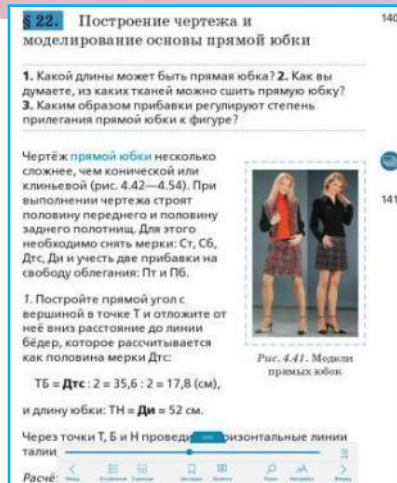 § 22. Построение чертежа и
моделирование основы прямой юбки
140
1. Какой длины может быть прямая юбка? 2. Как вы
думаете, из каких тканей можно сшить прямую юбку?
3. Каким образом прибавки регулируют степень
прилегания прямой юбки к фигуре?
Чертёж прямой юбки несколько
сложнее, чем конической или
клиньевой (рис. 4.42—4.54). При
выполнении чертежа строят
половину переднего и половину
заднего полотнищ. Для этого
необходимо снять мерки: Ст, Сб,
Дтс, Ди и учесть две прибавки на
свободу облегания: Пт и Пб.
141
1. Постройте прямой угол с
вершиной в точке Т и отложите от
неё вниз расстояние до линии
бёдер, которое рассчитывается
как половина мерки Дтс:
Рис. 4.41. Модели
прямых юбок
ТБ = Дтс : 2 = 35,6 : 2 = 17,8 (см),
и длину юбки: ТН = Ди = 52 см.
Через точки Т, Б и Н
линии
талии
Расчё
Назад
Вперёд